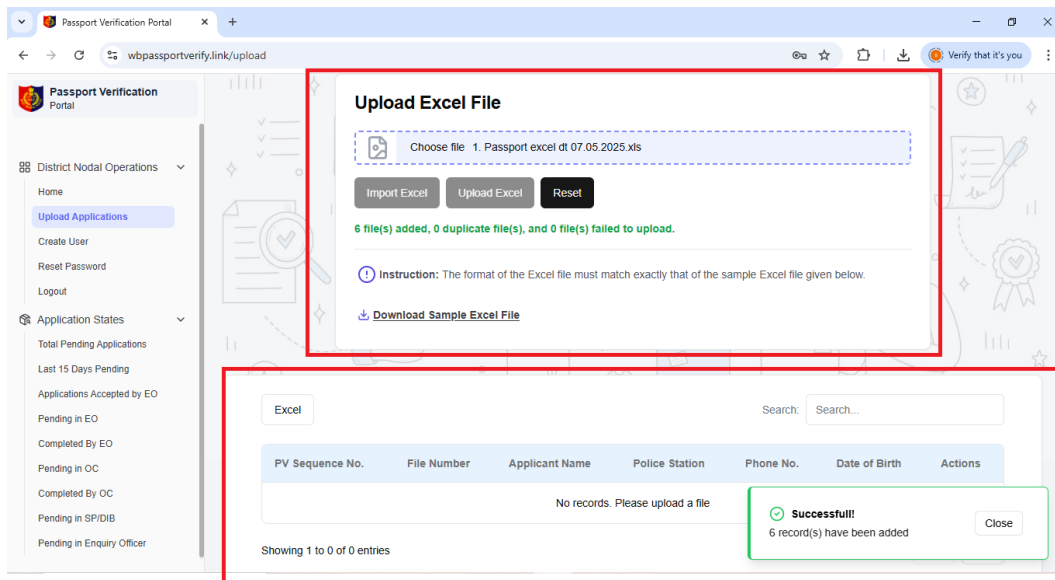 Passport Verification Portal
wbpassportverify.link/upload
Verify that it's you
Passport Verification
Portal
District Nodal Operations
Home
Upload Applications
Create User
Reset Password
Logout
Application States
Total Pending Applications
Last 15 Days Pending
Applications Accepted by EO
Pending in EO
Completed By EO
Pending in OC
Completed By OC
Pending in SP/DIB
Pending in Enquiry Officer
Upload Excel File
Choose file 1. Passport excel dt 07.05.2025.xls
Import Excel Upload Excel Reset
6 file(s) added, 0 duplicate file(s), and 0 file(s) failed to upload.
Instruction: The format of the Excel file must match exactly that of the sample Excel file given below.
Download Sample Excel File
Excel Search: Search...
PV Sequence No. File Number Applicant Name Police Station Phone No. Date of Birth Actions
No records. Please upload a file
Showing 1 to 0 of 0 entries
Successfull!
6 record(s) have been added
Close